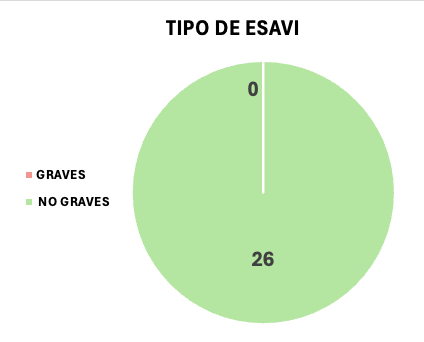 TIPO DE ESAVI
0
GRAVES
NO GRAVES
26